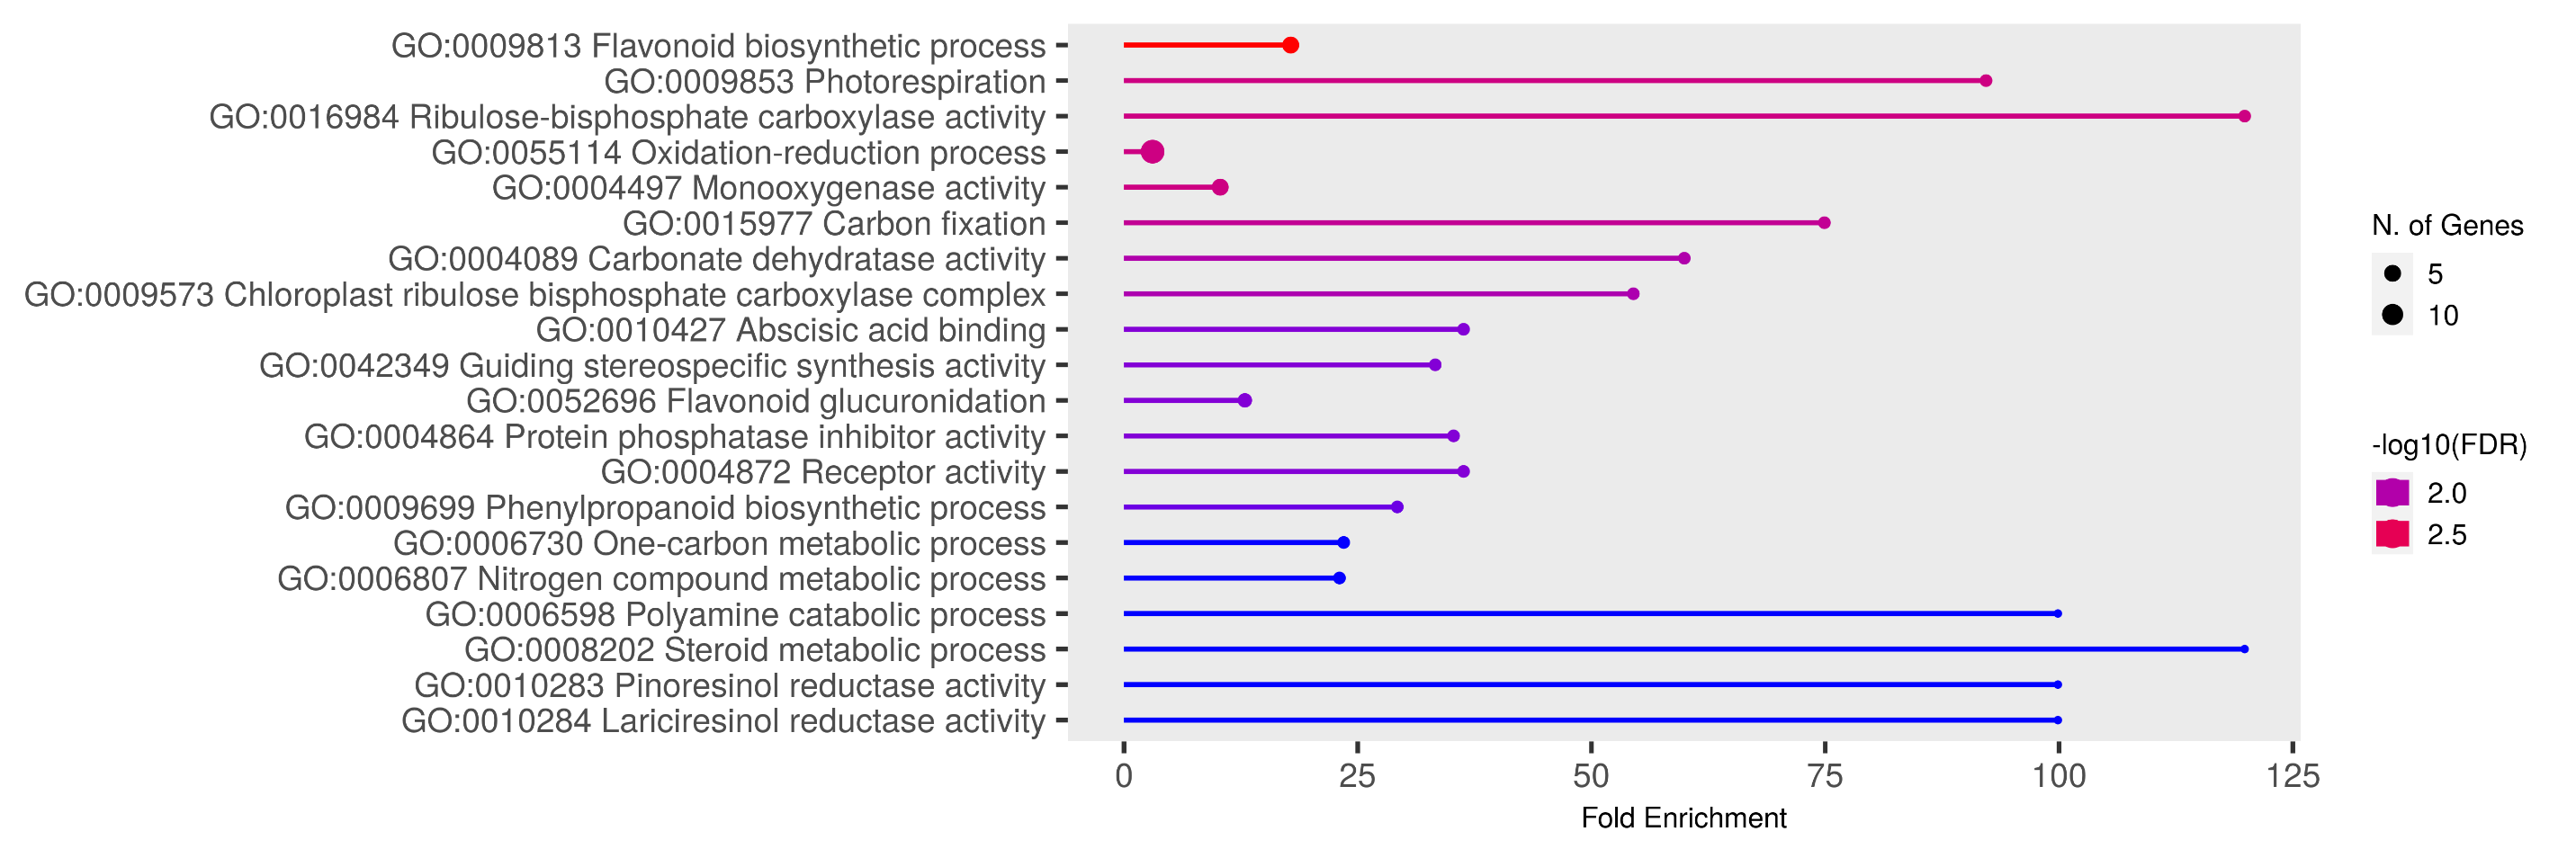 GO:0009813 Flavonoid biosynthetic process
GO:0009853 Photorespiration
GO:0016984 Ribulose-bisphosphate carboxylase activity
GO:0055114 Oxidation-reduction process
GO:0004497 Monooxygenase activity
GO:0015977 Carbon fixation
GO:0004089 Carbonate dehydratase activity
GO:0009573 Chloroplast ribulose bisphosphate carboxylase complex
GO:0010427 Abscisic acid binding
GO:0042349 Guiding stereospecific synthesis activity
GO:0052696 Flavonoid glucuronidation
GO:0004864 Protein phosphatase inhibitor activity
GO:0004872 Receptor activity
GO:0009699 Phenylpropanoid biosynthetic process
GO:0006730 One-carbon metabolic process
GO:0006807 Nitrogen compound metabolic process
GO:0006598 Polyamine catabolic process
GO:0008202 Steroid metabolic process
GO:0010283 Pinoresinol reductase activity
GO:0010284 Lariciresinol reductase activity
0 25 50 75 100 125
Fold Enrichment
N. of Genes
5
10
-log10(FDR)
2.0
2.5